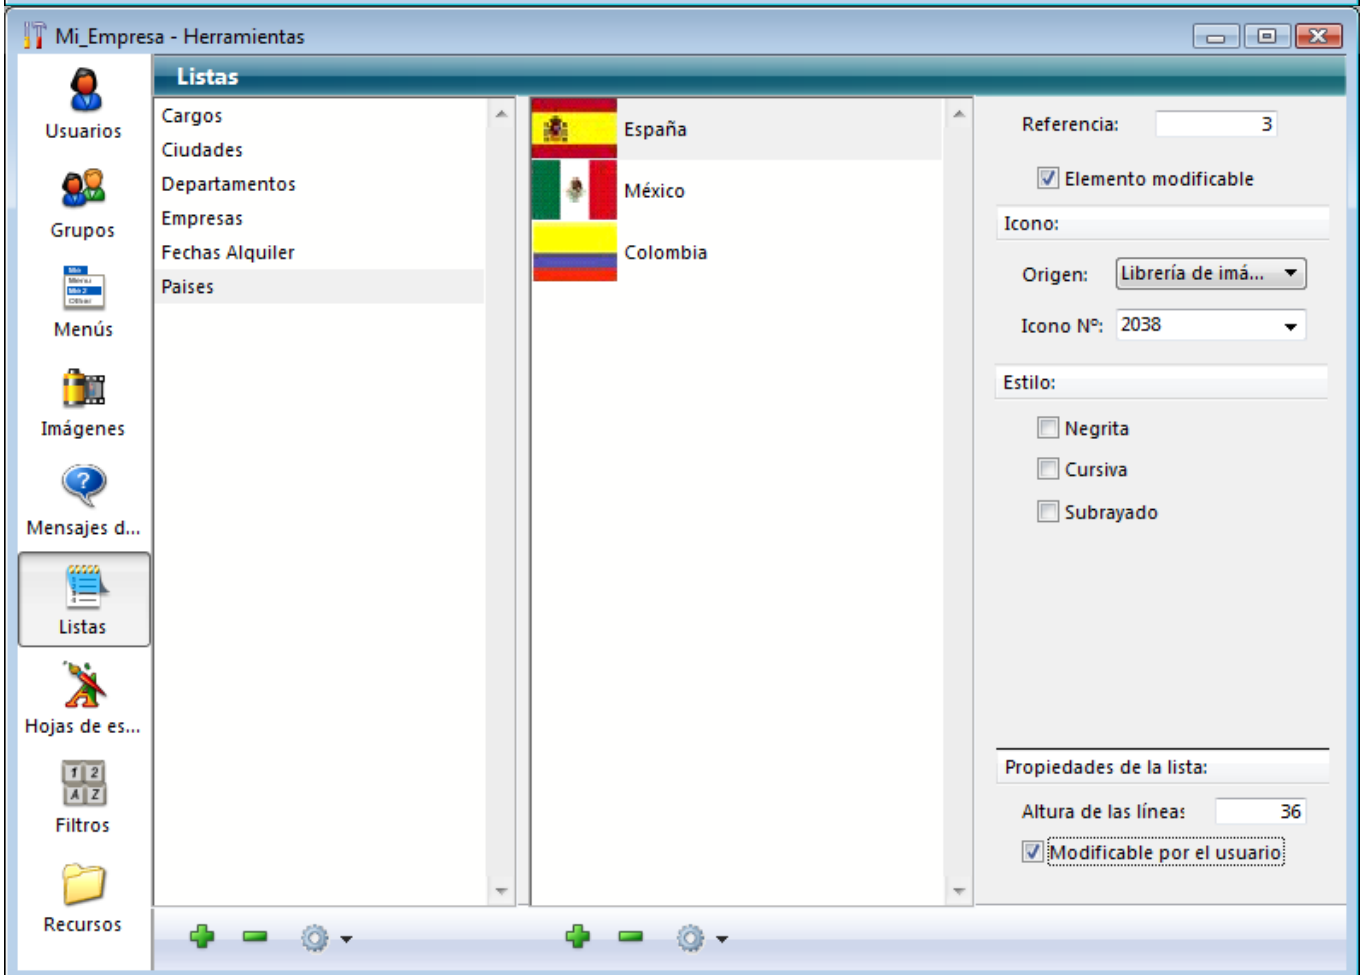 Mi_Empresa - Herramientas
Listas
Usuarios
Grupos
Menús
Imágenes
Mensajes d...
Listas
Hojas de es...
1 2
A Z
Filtros
Recursos
Cargos
Ciudades
Departamentos
Empresas
Fechas Alquiler
Paises
España
México
Colombia
Referencia: 3
Elemento modificable
Icono:
Origen: Librería de imá...
Icono Nº: 2038
Estilo:
Negrita
Cursiva
Subrayado
Propiedades de la lista:
Altura de las líneas 36
Modificable por el usuario